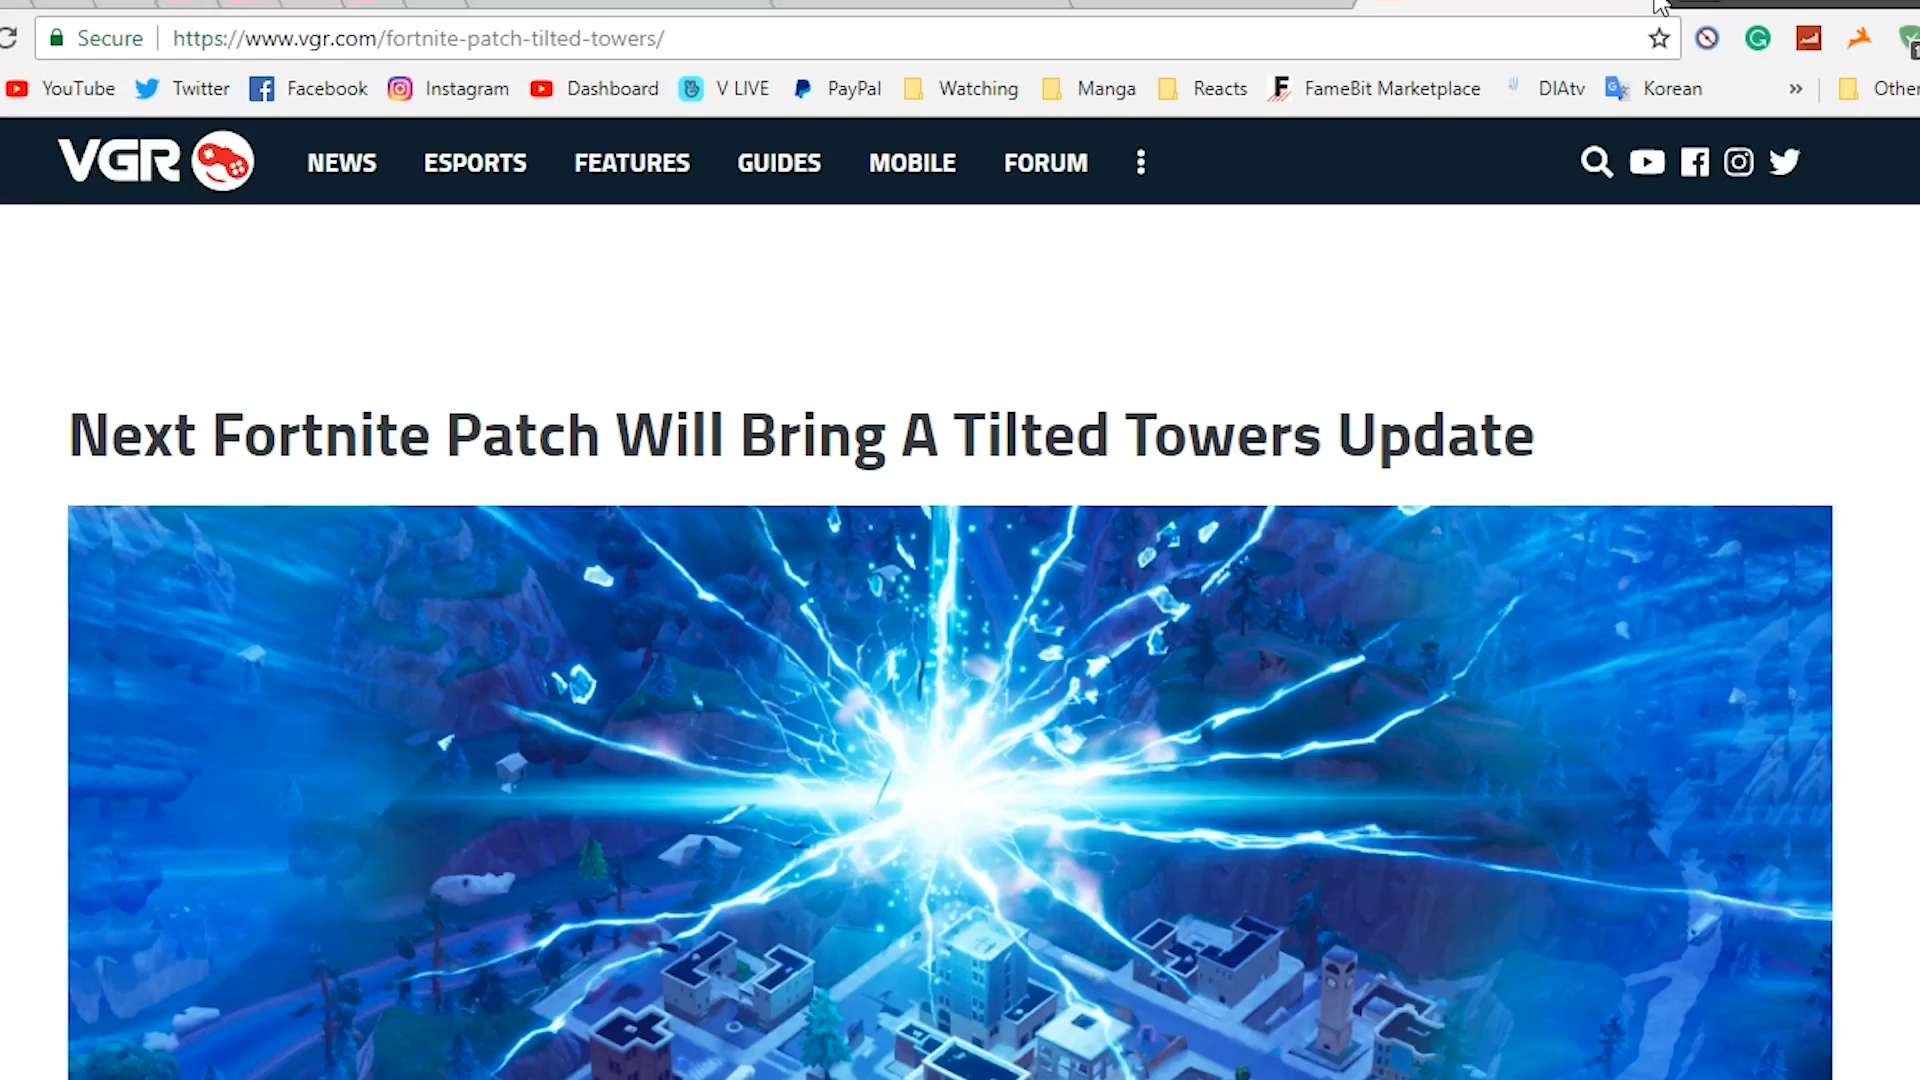 Secure https://www.vgr.com/fortnite-patch-tilted-towers/
YouTube Twitter Facebook Instagram Dashboard V LIVE PayPal Watching Manga Reacts FameBit Marketplace DIAtv Korean » Other
VGR NEWS ESPORTS FEATURES GUIDES MOBILE FORUM
Next Fortnite Patch Will Bring A Tilted Towers Update